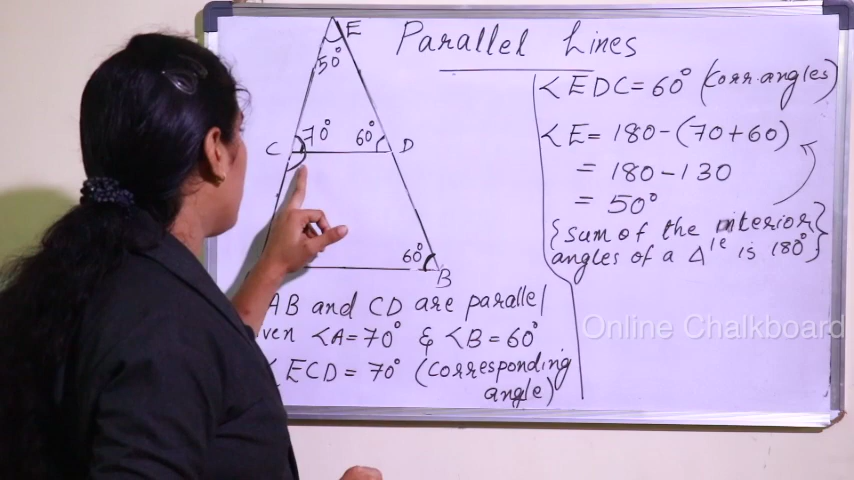 Parallel Lines
E
50°
C 70° 60° D
60°
B
AB and CD are parallel
ven <A=70° & <B=60°
<ECD = 70° (corresponding
angle)
<EDC=60° (corr.angles)
<E= 180-(70+60)
= 180-130
= 50°
{sum of the interior
angles of a Δle is 180°}
Online Chalkboard